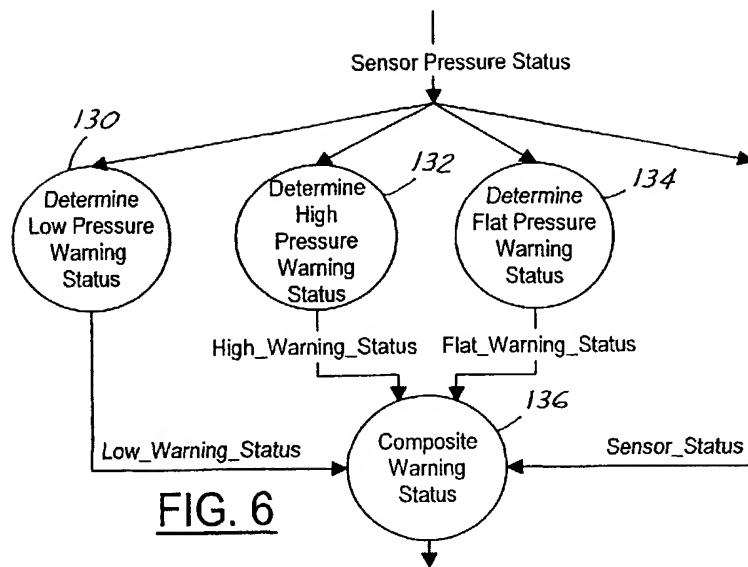 Sensor Pressure Status
130
132
134
Determine
Low Pressure
Warning
Status
Determine
High
Pressure
Warning
Status
Determine
Flat Pressure
Warning
Status
High_Warning_Status
Flat_Warning_Status
136
Low_Warning_Status
Composite
Warning
Status
Sensor_Status
FIG. 6